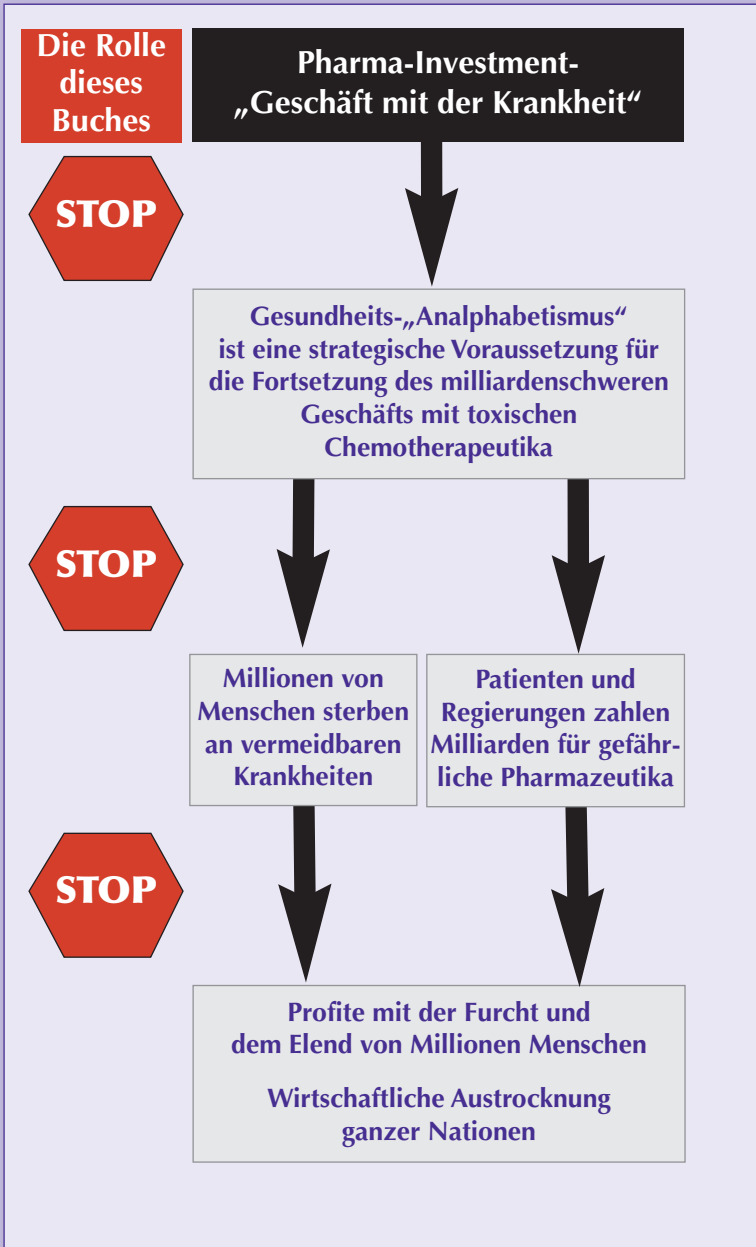 Die Rolle
dieses
Buches
Pharma-Investment-
„Geschäft mit der Krankheit“
STOP
Gesundheits-„Analphabetismus“
ist eine strategische Voraussetzung für
die Fortsetzung des milliardenschweren
Geschäfts mit toxischen
Chemotherapeutika
STOP
Millionen von
Menschen sterben
an vermeidbaren
Krankheiten
Patienten und
Regierungen zahlen
Milliarden für gefähr-
liche Pharmazeutika
STOP
Profite mit der Furcht und
dem Elend von Millionen Menschen
Wirtschaftliche Austrocknung
ganzer Nationen